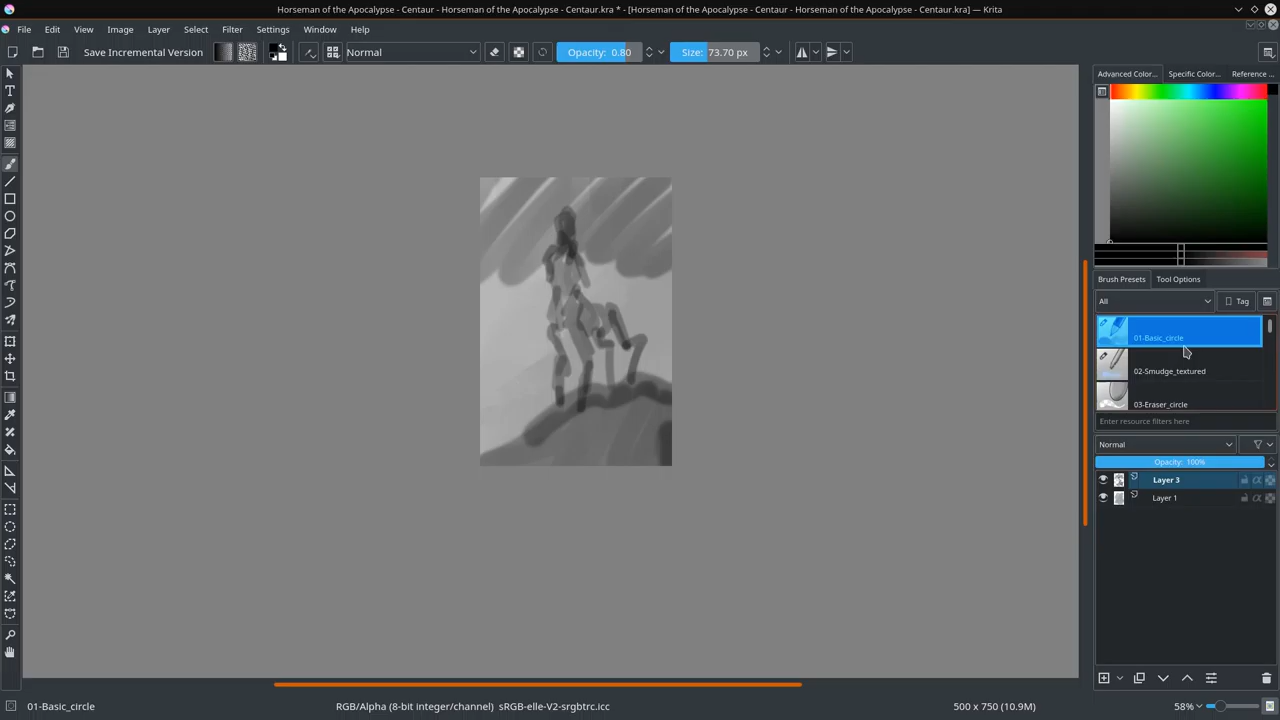 Horseman of the Apocalypse - Centaur - Horseman of the Apocalypse - Centaur.kra * - [Horseman of the Apocalypse - Centaur - Horseman of the Apocalypse - Centaur.kra] — Krita
File Edit View Image Layer Select Filter Settings Window Help
Save Incremental Version Normal Opacity: 0.80 Size: 73.70 px
Advanced Color... Specific Color... Reference ...
Brush Presets Tool Options
All Tag
01-Basic_circle
02-Smudge_textured
03-Eraser_circle
Enter resource filters here
Normal
Opacity: 100%
Layer 3
Layer 1
01-Basic_circle RGB/Alpha (8-bit integer/channel) sRGB-elle-V2-srgbtrc.icc 500 x 750 (10.9M) 58%